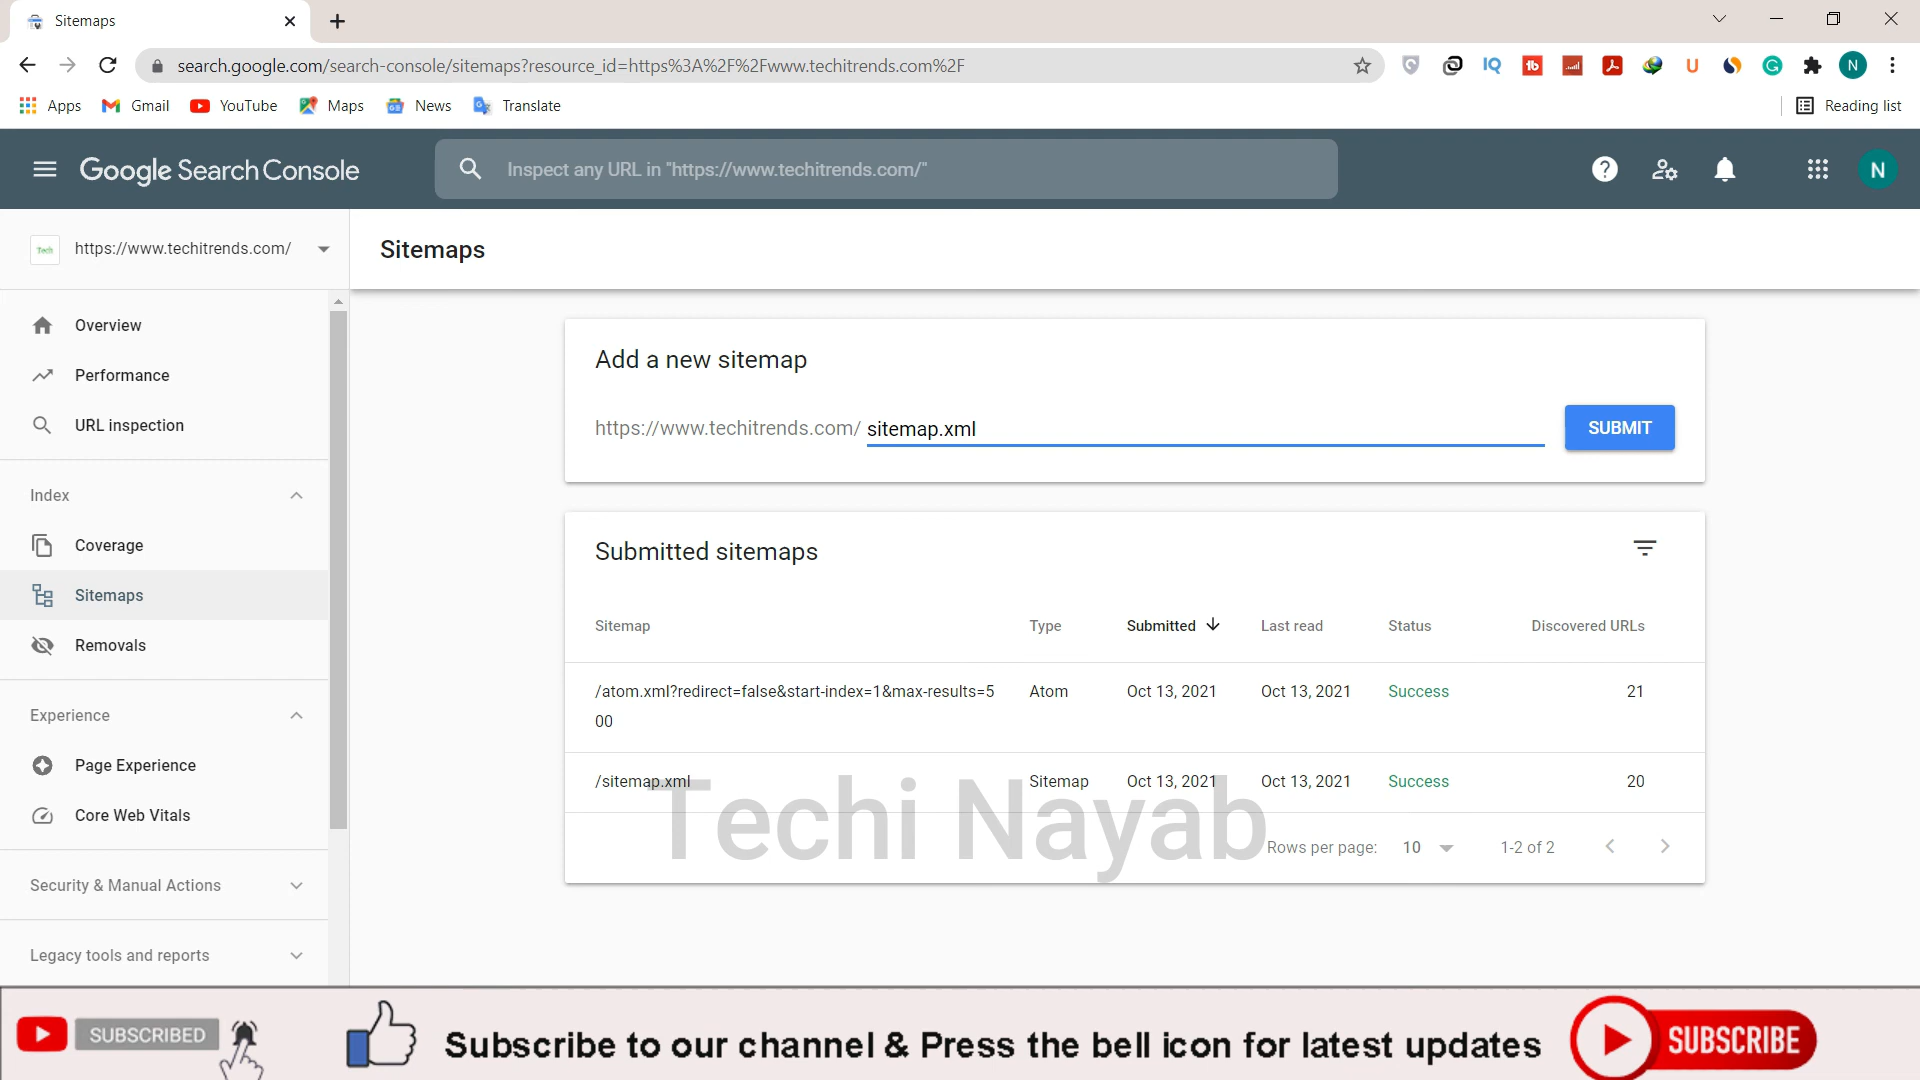 Sitemaps
search.google.com/search-console/sitemaps?resource_id=https%3A%2F%2Fwww.techitrends.com%2F
Apps Gmail YouTube Maps News Translate Reading list
Google Search Console
Inspect any URL in "https://www.techitrends.com/"
N
N
Tech https://www.techitrends.com/
Sitemaps
Overview
Performance
URL inspection
Index
Coverage
Sitemaps
Removals
Experience
Page Experience
Core Web Vitals
Security & Manual Actions
Legacy tools and reports
Add a new sitemap
https://www.techitrends.com/ sitemap.xml SUBMIT
Submitted sitemaps
Sitemap Type Submitted Last read Status Discovered URLs
/atom.xml?redirect=false&start-index=1&max-results=5
00 Atom Oct 13, 2021 Oct 13, 2021 Success 21
/sitemap.xml Sitemap Oct 13, 2021 Oct 13, 2021 Success 20
Techi Nayab
Rows per page: 10 1-2 of 2
SUBSCRIBED
Subscribe to our channel & Press the bell icon for latest updates
SUBSCRIBE